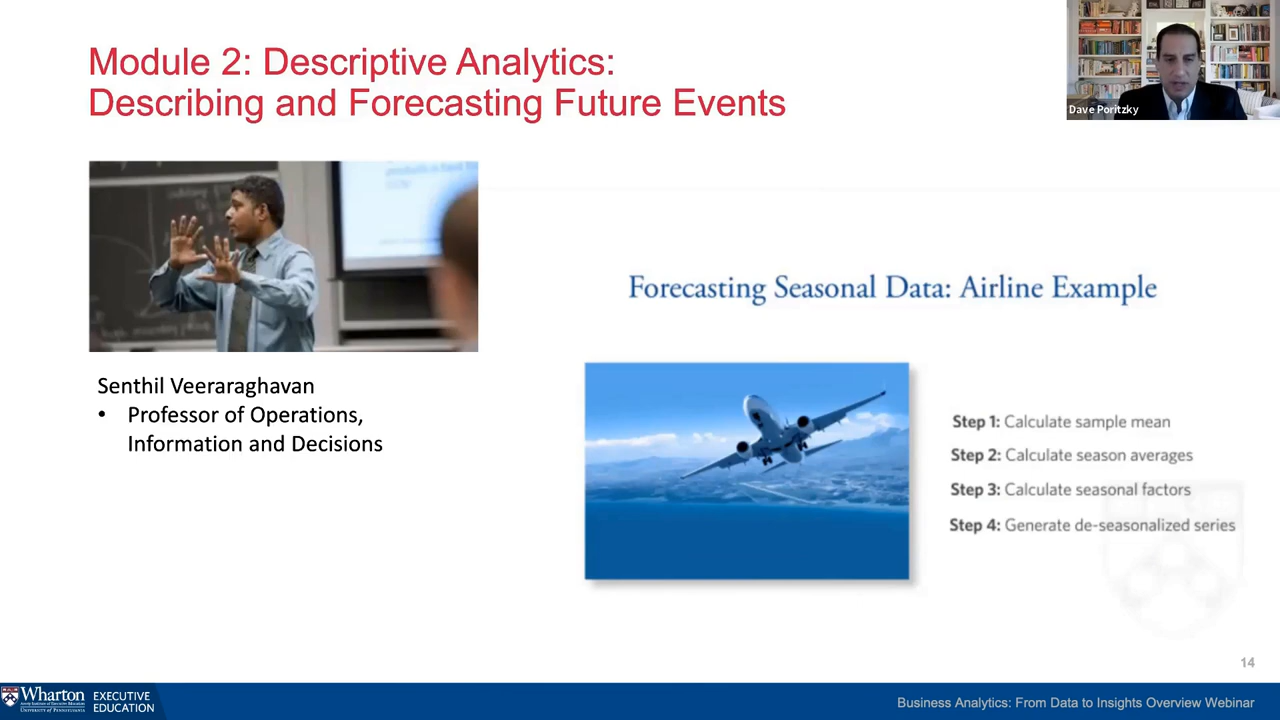 Module 2: Descriptive Analytics:
Describing and Forecasting Future Events
Dave Poritzky
Senthil Veeraraghavan
• Professor of Operations,
Information and Decisions
Forecasting Seasonal Data: Airline Example
Step 1: Calculate sample mean
Step 2: Calculate season averages
Step 3: Calculate seasonal factors
Step 4: Generate de-seasonalized series
14
Wharton
UNIVERSITY of PENNSYLVANIA
EXECUTIVE
EDUCATION
Business Analytics: From Data to Insights Overview Webinar